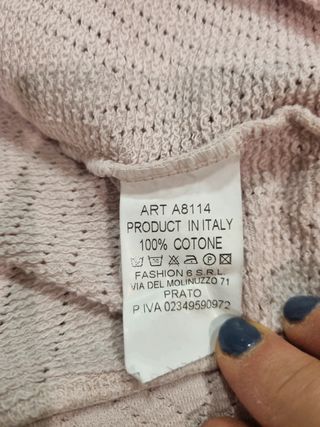 ART A8114
PRODUCT IN ITALY
100% COTONE
FASHION 6 S.R.L.
VIA DEL MOLINUZZO 71
PRATO
P.IVA 02349590972